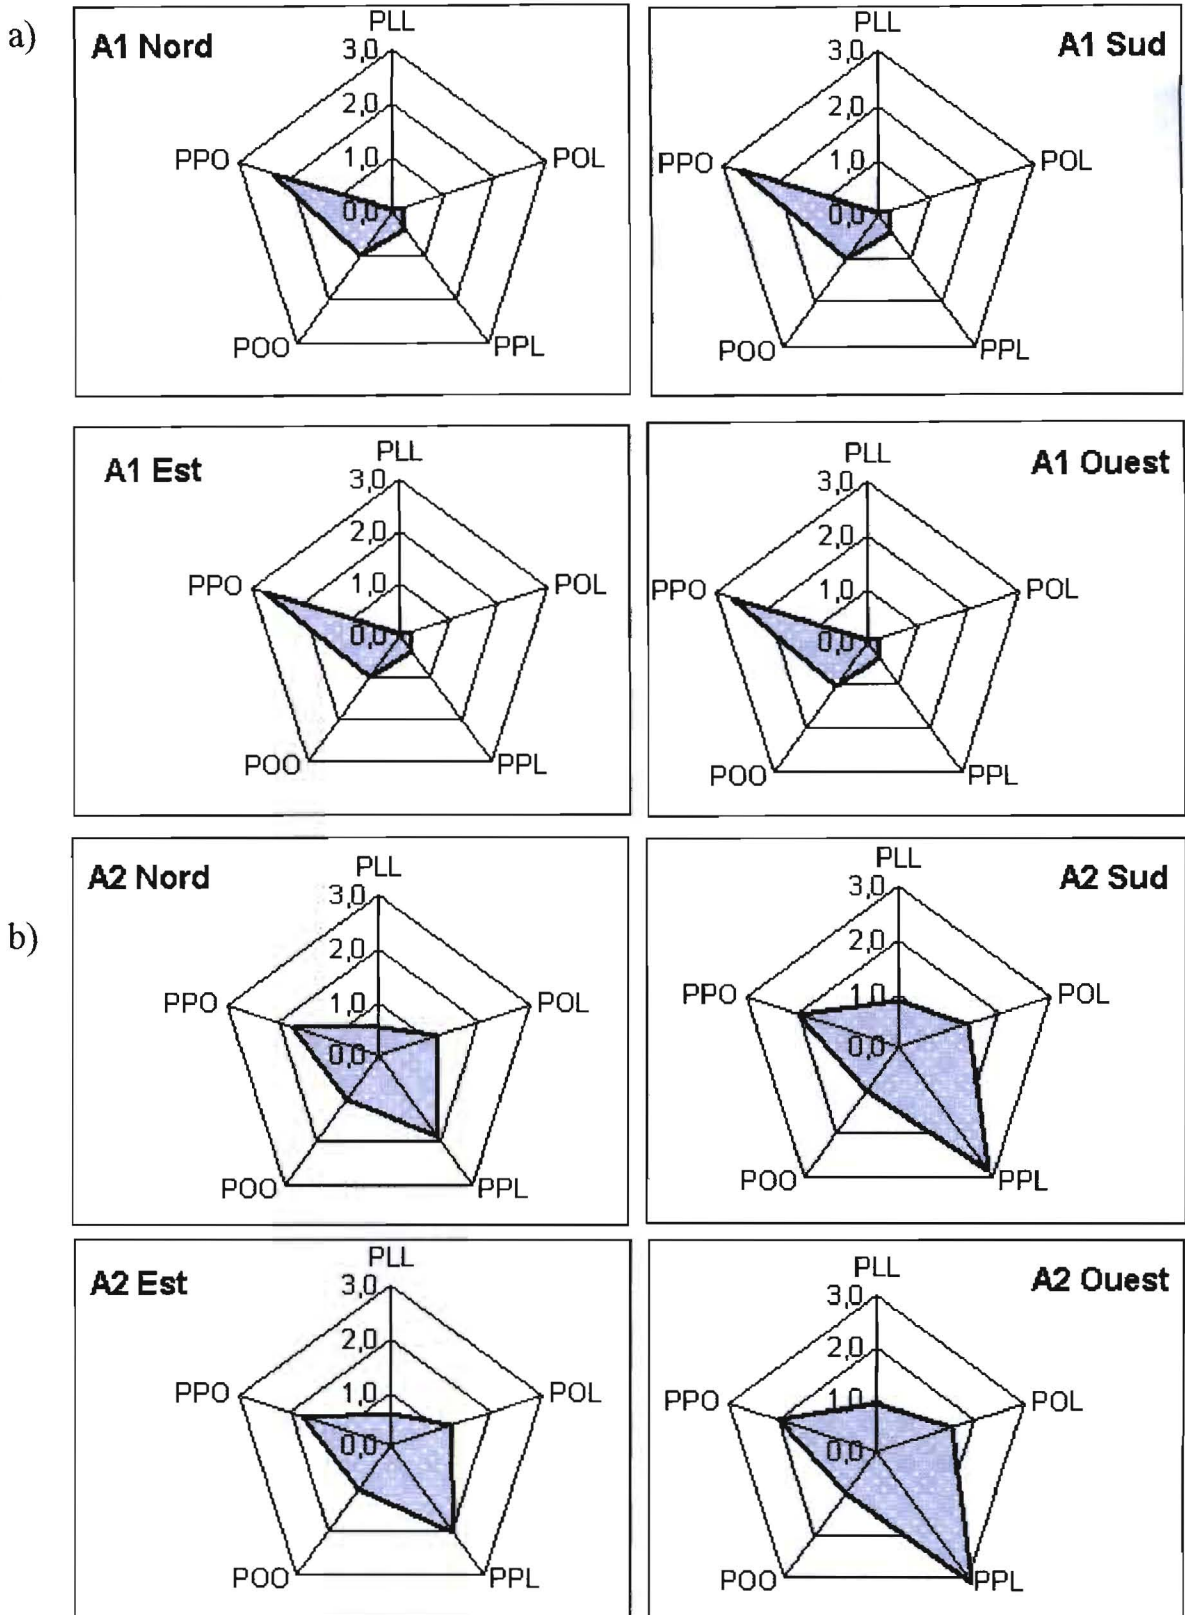 a)
A1 Nord
PLL
3,0
2,0
1,0
0,0
PPO
POL
POO
PPL
A1 Sud
PLL
3,0
2,0
1,0
0,0
PPO
POL
POO
PPL
A1 Est
PLL
3,0
2,0
1,0
0,0
PPO
POL
POO
PPL
A1 Ouest
PLL
3,0
2,0
1,0
0,0
PPO
POL
POO
PPL
b)
A2 Nord
PLL
3,0
2,0
1,0
0,0
PPO
POL
POO
PPL
A2 Sud
PLL
3,0
2,0
1,0
0,0
PPO
POL
POO
PPL
A2 Est
PLL
3,0
2,0
1,0
0,0
PPO
POL
POO
PPL
A2 Ouest
PLL
3,0
2,0
1,0
0,0
PPO
POL
POO
PPL